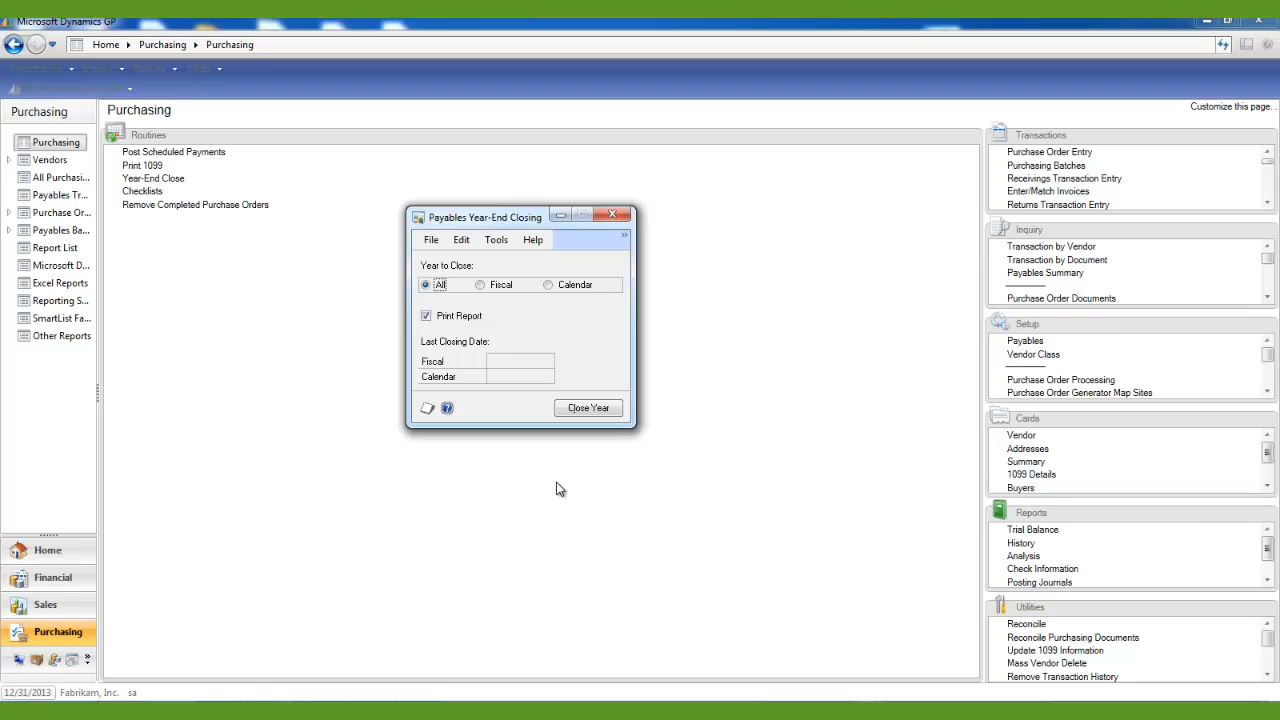 Microsoft Dynamics GP
Home Purchasing Purchasing
Purchasing
Purchasing
Vendors
All Purchasi...
Payables Tr...
Purchase Or...
Payables Ba...
Report List
Microsoft D...
Excel Reports
Reporting S...
SmartList Fa...
Other Reports
Home
Financial
Sales
Purchasing
Purchasing
Customize this page...
Routines
Post Scheduled Payments
Print 1099
Year-End Close
Checklists
Remove Completed Purchase Orders
Payables Year-End Closing
File Edit Tools Help
Year to Close:
All Fiscal Calendar
Print Report
Last Closing Date:
Fiscal
Calendar
Close Year
Transactions
Purchase Order Entry
Purchasing Batches
Receivings Transaction Entry
Enter/Match Invoices
Returns Transaction Entry
Inquiry
Transaction by Vendor
Transaction by Document
Payables Summary
Purchase Order Documents
Setup
Payables
Vendor Class
Purchase Order Processing
Purchase Order Generator Map Sites
Cards
Vendor
Addresses
Summary
1099 Details
Buyers
Reports
Trial Balance
History
Analysis
Check Information
Posting Journals
Utilities
Reconcile
Reconcile Purchasing Documents
Update 1099 Information
Mass Vendor Delete
Remove Transaction History
12/31/2013 Fabrikam, Inc. sa